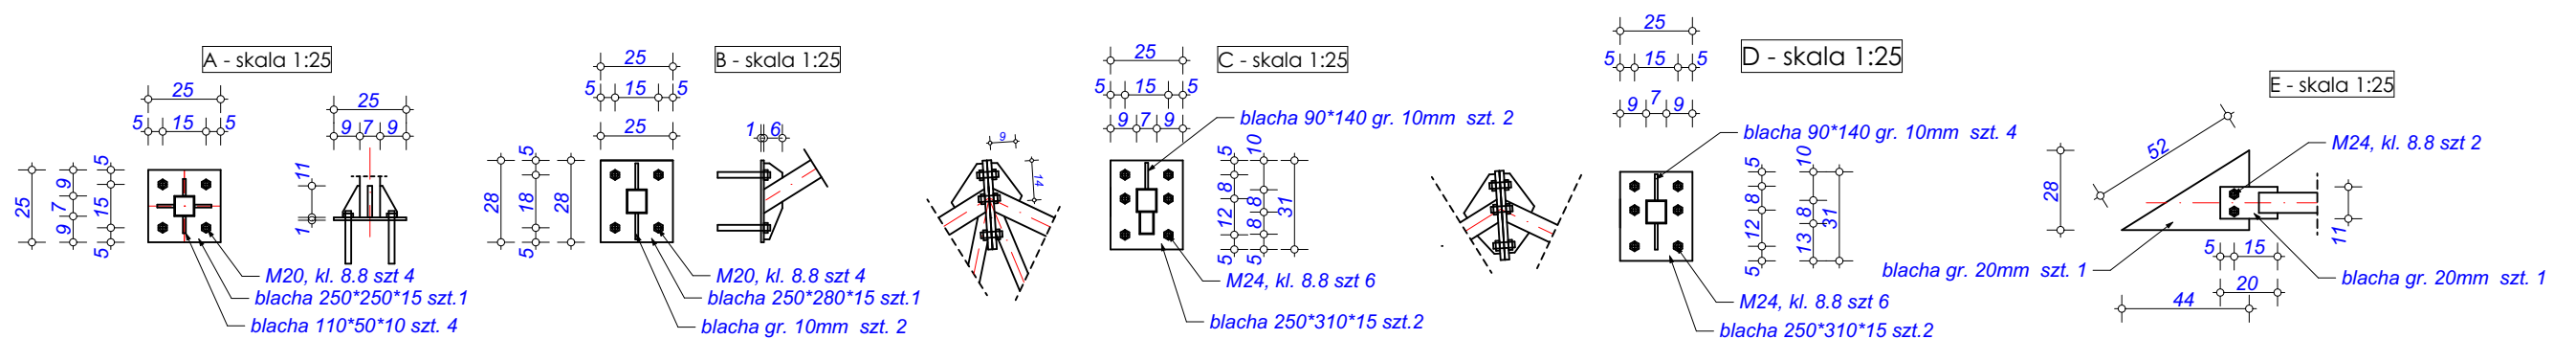 A - skala 1:25
25
5 15 5
25
9 7 9
25
9 7 9
5 15 5
11
1
M20, kl. 8.8 szt 4
blacha 250*250*15 szt.1
blacha 110*50*10 szt. 4
B - skala 1:25
25
5 15 5
25
1 6
28
5 18 5
28
M20, kl. 8.8 szt 4
blacha 250*280*15 szt.1
blacha gr. 10mm szt. 2
9
14
C - skala 1:25
25
5 15 5
9 7 9
blacha 90*140 gr. 10mm szt. 2
5 8 12 5
10 8 8 5
31
M24, kl. 8.8 szt 6
blacha 250*310*15 szt.2
D - skala 1:25
25
5 15 5
9 7 9
blacha 90*140 gr. 10mm szt. 4
5 8 12 5
10 8 13
31
M24, kl. 8.8 szt 6
blacha 250*310*15 szt.2
E - skala 1:25
52
28
M24, kl. 8.8 szt 2
11
5 15
blacha gr. 20mm szt. 1
blacha gr. 20mm szt. 1
20
44